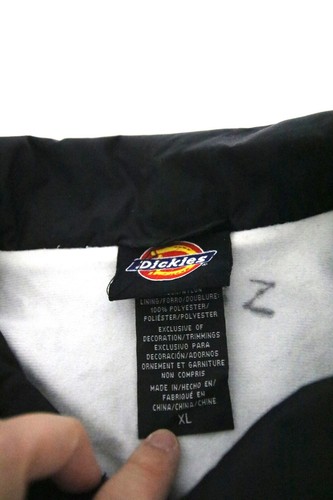 Dickies
LINING/FORRO/DOUBLURE:
100% POLYESTER/
POLIÉSTER/POLYESTER
EXCLUSIVE OF
DECORATION/TRIMMINGS
EXCLUSIVO PARA
DECORACIÓN/ADORNOS
ORNEMENT ET GARNITURE
NON COMPRIS
MADE IN/HECHO EN/
FABRIQUÉ EN
CHINA/CHINA/CHINE
XL
Z